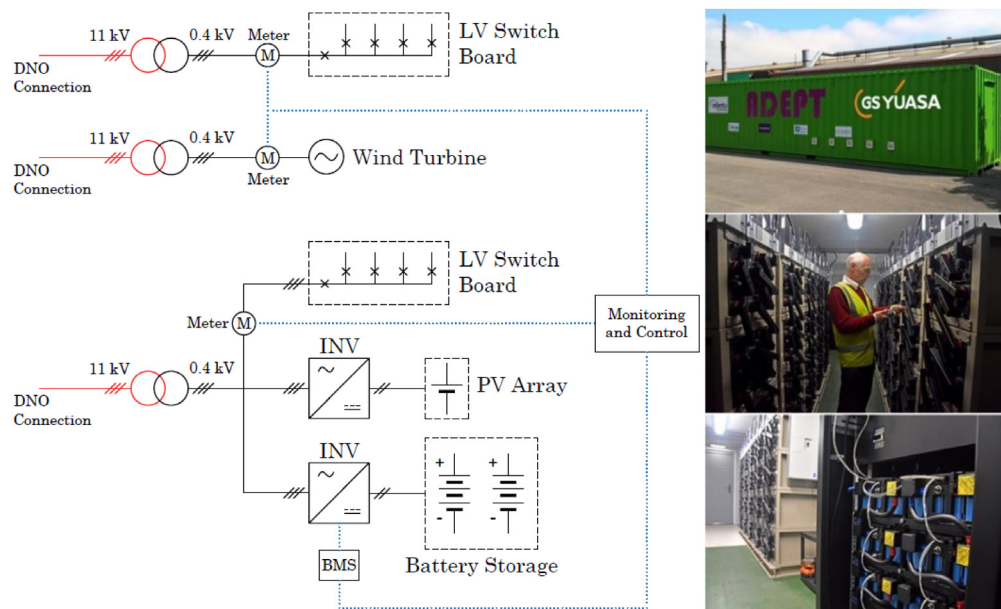 11 kV
0.4 kV
Meter
M
DNO
Connection
LV Switch
Board
11 kV
0.4 kV
M
Meter
DNO
Connection
Wind Turbine
LV Switch
Board
Meter M
Monitoring
and Control
11 kV
0.4 kV
DNO
Connection
INV
PV Array
INV
+ +
- -
BMS
Battery Storage
ADEPT
GS YUASA